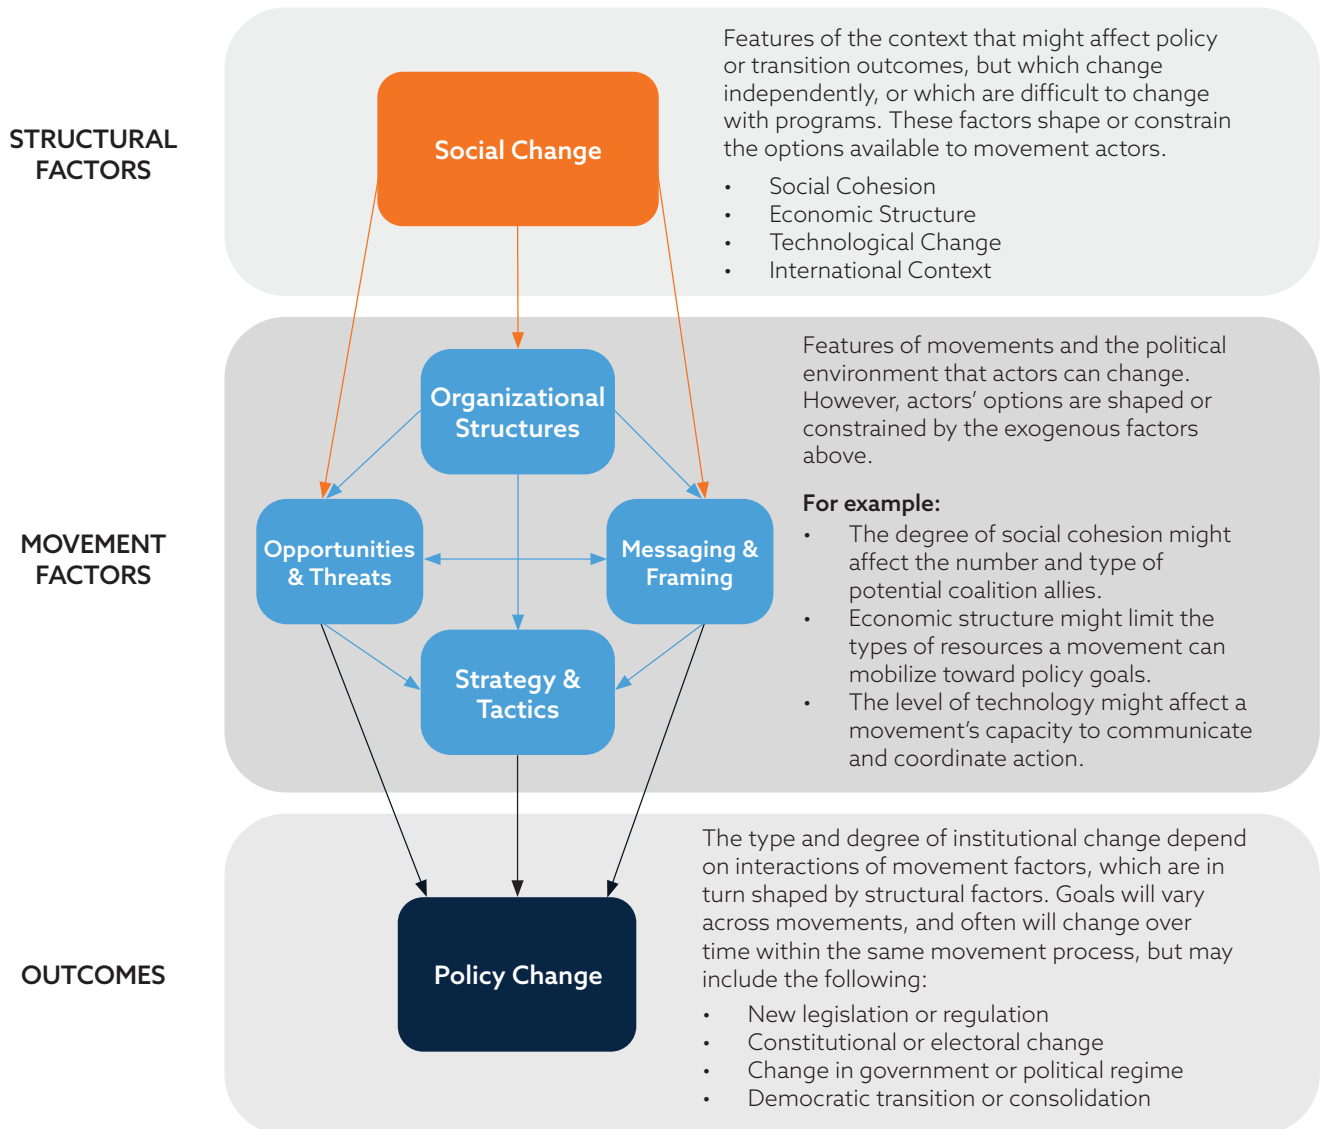 STRUCTURAL
FACTORS
Social Change
Features of the context that might affect policy
or transition outcomes, but which change
independently, or which are difficult to change
with programs. These factors shape or constrain
the options available to movement actors.
• Social Cohesion
• Economic Structure
• Technological Change
• International Context
MOVEMENT
FACTORS
Organizational
Structures
Opportunities
& Threats
Messaging &
Framing
Strategy &
Tactics
Features of movements and the political
environment that actors can change.
However, actors’ options are shaped or
constrained by the exogenous factors
above.
For example:
• The degree of social cohesion might
affect the number and type of
potential coalition allies.
• Economic structure might limit the
types of resources a movement can
mobilize toward policy goals.
• The level of technology might affect a
movement’s capacity to communicate
and coordinate action.
OUTCOMES
Policy Change
The type and degree of institutional change depend
on interactions of movement factors, which are in
turn shaped by structural factors. Goals will vary
across movements, and often will change over
time within the same movement process, but may
include the following:
• New legislation or regulation
• Constitutional or electoral change
• Change in government or political regime
• Democratic transition or consolidation